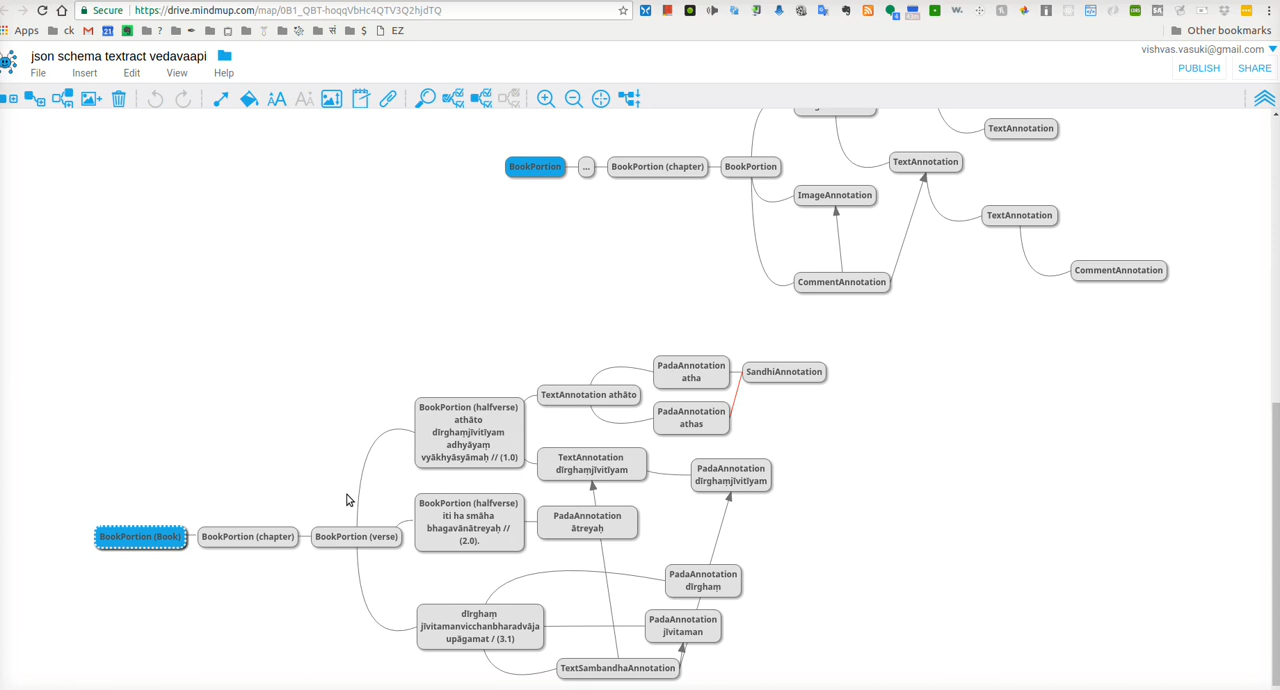 Secure https://drive.mindmup.com/map/0B1_QBT-hoqqVbHc4QTV3Q2hjdTQ
Apps ck 21 ? सं $ EZ Other bookmarks
json schema textract vedavaapi vishvas.vasuki@gmail.com
File Insert Edit View Help PUBLISH SHARE
TextAnnotation
TextAnnotation
BookPortion ... BookPortion (chapter) BookPortion
ImageAnnotation
TextAnnotation
CommentAnnotation
CommentAnnotation
PadaAnnotation
atha
SandhiAnnotation
TextAnnotation athāto
PadaAnnotation
athas
BookPortion (halfverse)
athāto
dīrghaṃjīvitīyam
adhyāyaṃ
vyākhyāsyāmaḥ // (1.0)
TextAnnotation
dīrghaṃjīvitīyam
PadaAnnotation
dīrghaṃjīvitīyam
BookPortion (halfverse)
iti ha smāha
bhagavānātreyaḥ //
(2.0).
PadaAnnotation
ātreyaḥ
BookPortion (Book) BookPortion (chapter) BookPortion (verse)
PadaAnnotation
dīrghaṃ
dīrghaṃ
jīvitamanvicchanbharadvāja
upāgamat / (3.1)
PadaAnnotation
jīvitaman
TextSambandhaAnnotation